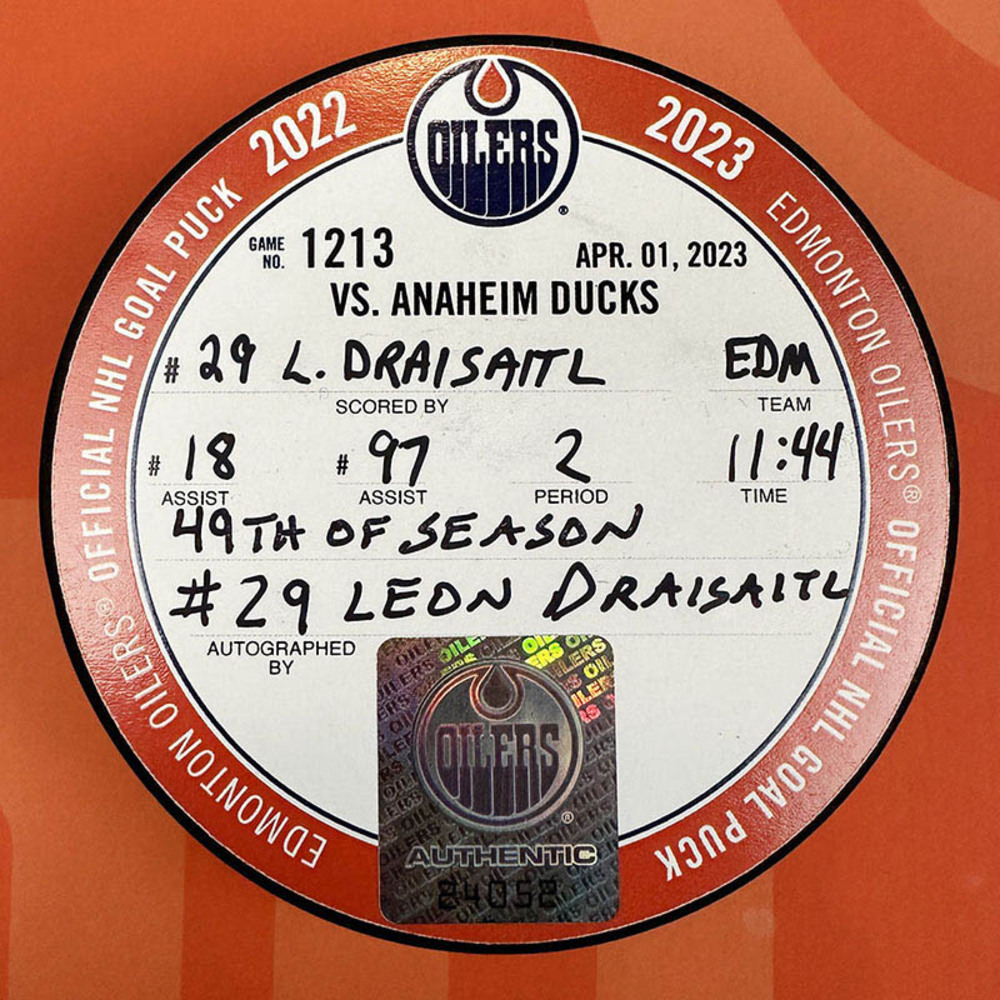 EDMONTON OILERS® OFFICIAL NHL GOAL PUCK 2022
OILERS
®
2023 EDMONTON OILERS® OFFICIAL NHL GOAL PUCK
GAME NO. 1213 APR. 01, 2023
VS. ANAHEIM DUCKS
# 29 L. DRAISAITL EDM
SCORED BY TEAM
# 18 # 97 2 11:44
ASSIST ASSIST PERIOD TIME
49TH OF SEASON
#29 LEON DRAISAITL
AUTOGRAPHED
BY
OILERS
®
AUTHENTIC
24052